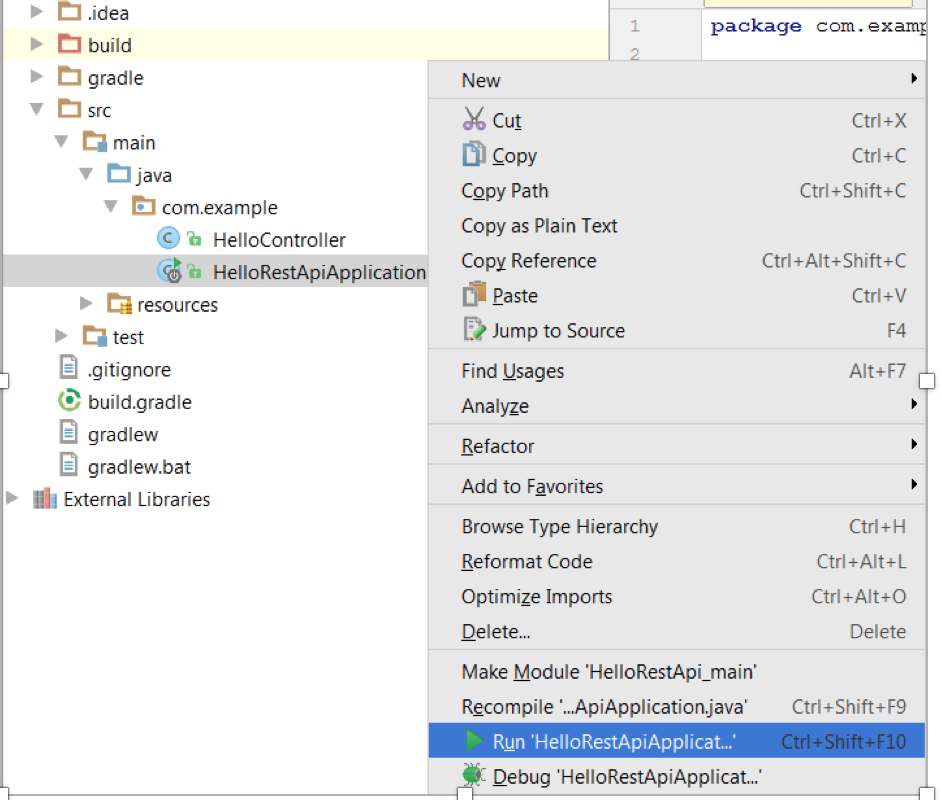 .idea
build
gradle
src
main
java
com.example
HelloController
HelloRestApiApplication
resources
test
.gitignore
build.gradle
gradlew
gradlew.bat
External Libraries
1 package com.examp
2
New
Cut Ctrl+X
Copy Ctrl+C
Copy Path Ctrl+Shift+C
Copy as Plain Text
Copy Reference Ctrl+Alt+Shift+C
Paste Ctrl+V
Jump to Source F4
Find Usages Alt+F7
Analyze
Refactor
Add to Favorites
Browse Type Hierarchy Ctrl+H
Reformat Code Ctrl+Alt+L
Optimize Imports Ctrl+Alt+O
Delete... Delete
Make Module 'HelloRestApi_main'
Recompile '...ApiApplication.java' Ctrl+Shift+F9
Run 'HelloRestApiApplicat...' Ctrl+Shift+F10
Debug 'HelloRestApiApplicat...'